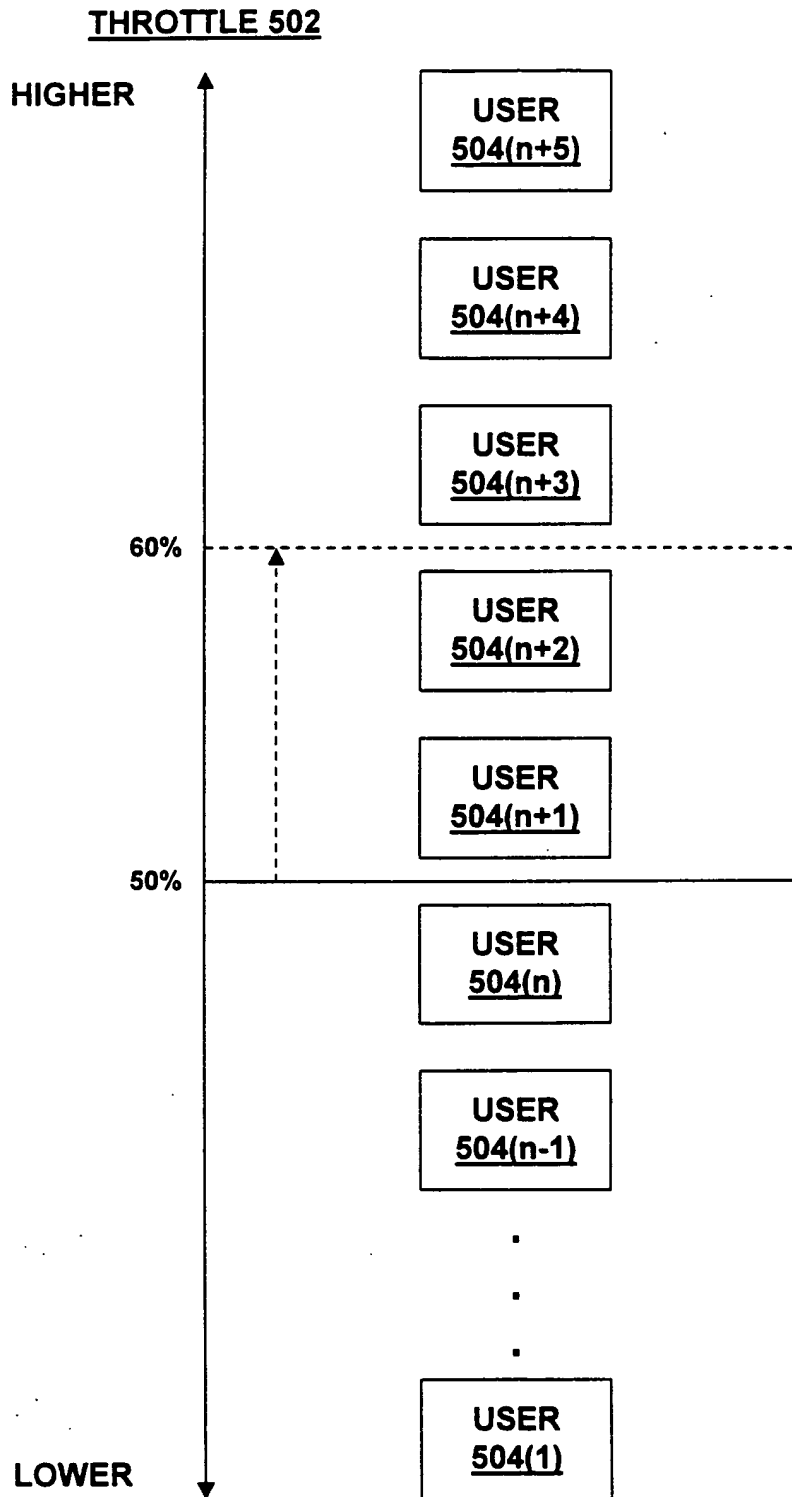 THROTTLE 502
HIGHER
USER
504(n+5)
USER
504(n+4)
USER
504(n+3)
60%
USER
504(n+2)
USER
504(n+1)
50%
USER
504(n)
USER
504(n-1)
USER
504(1)
LOWER